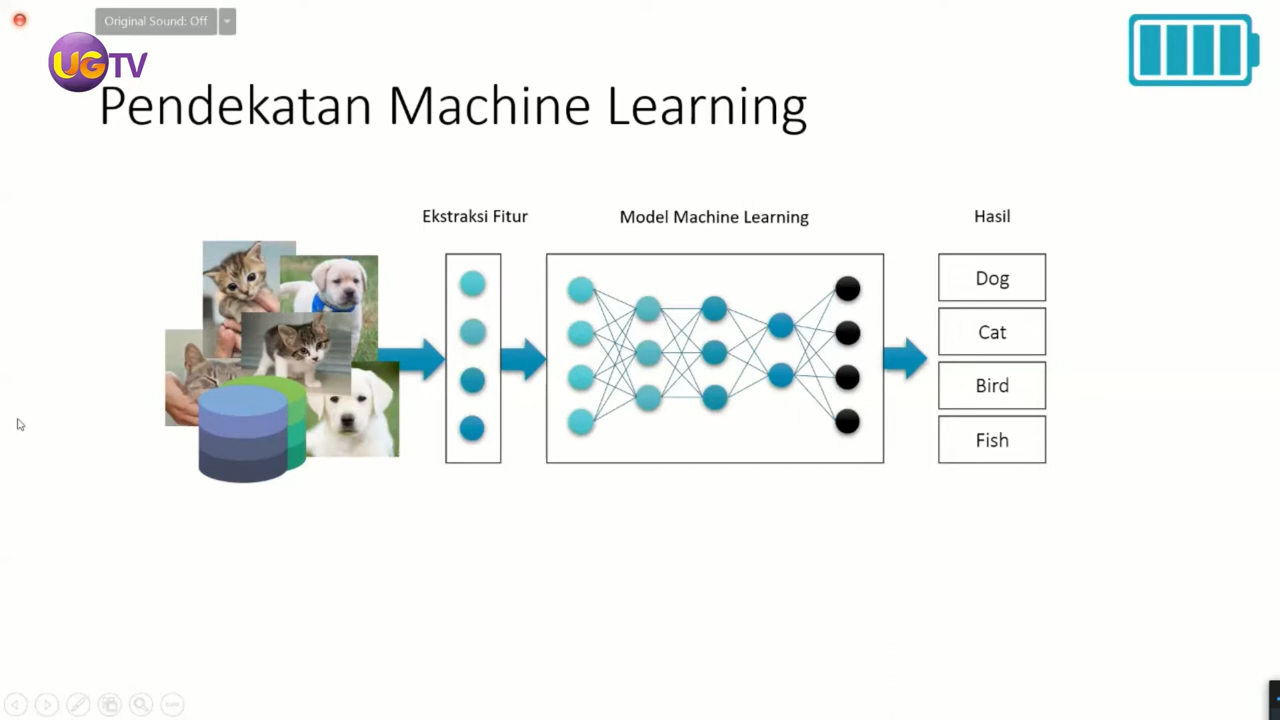 Original Sound: Off
UGTV
Pendekatan Machine Learning
Ekstraksi Fitur
Model Machine Learning
Hasil
Dog
Cat
Bird
Fish